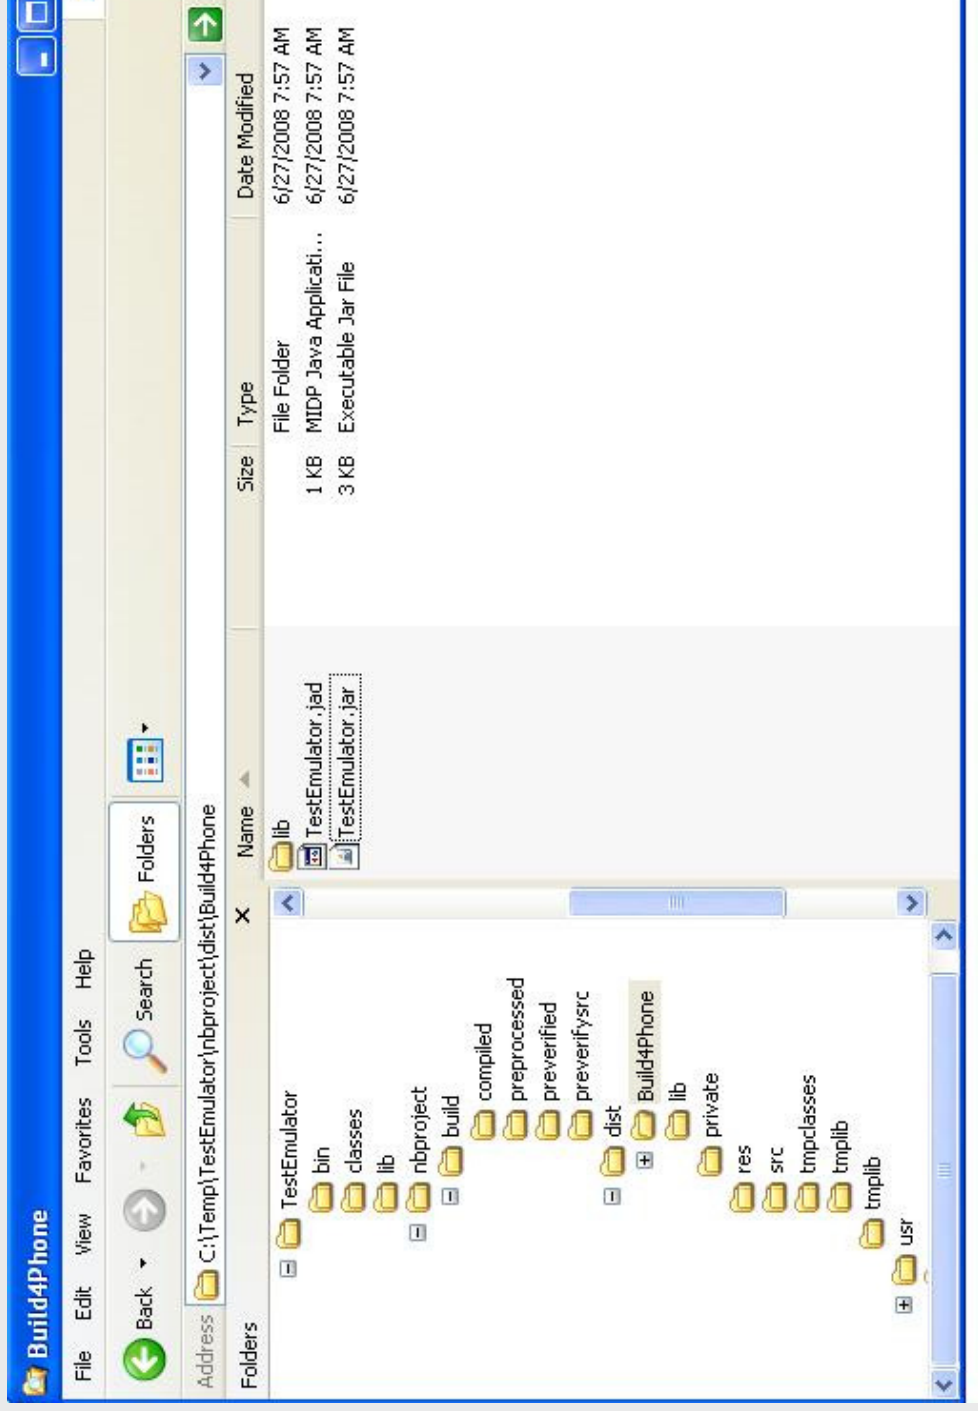 Build4Phone
File Edit View Favorites Tools Help
Back Search Folders
Address C:\Temp\TestEmulator\nbproject\dist\Build4Phone
Folders
TestEmulator
bin
classes
lib
nbproject
build
compiled
preprocessed
preverified
preverifysrc
dist
Build4Phone
lib
private
res
src
tmpclasses
tmplib
tmplib
usr
Name Size Type Date Modified
lib File Folder 6/27/2008 7:57 AM
TestEmulator.jad 1 KB MIDP Java Applicati... 6/27/2008 7:57 AM
TestEmulator.jar 3 KB Executable Jar File 6/27/2008 7:57 AM